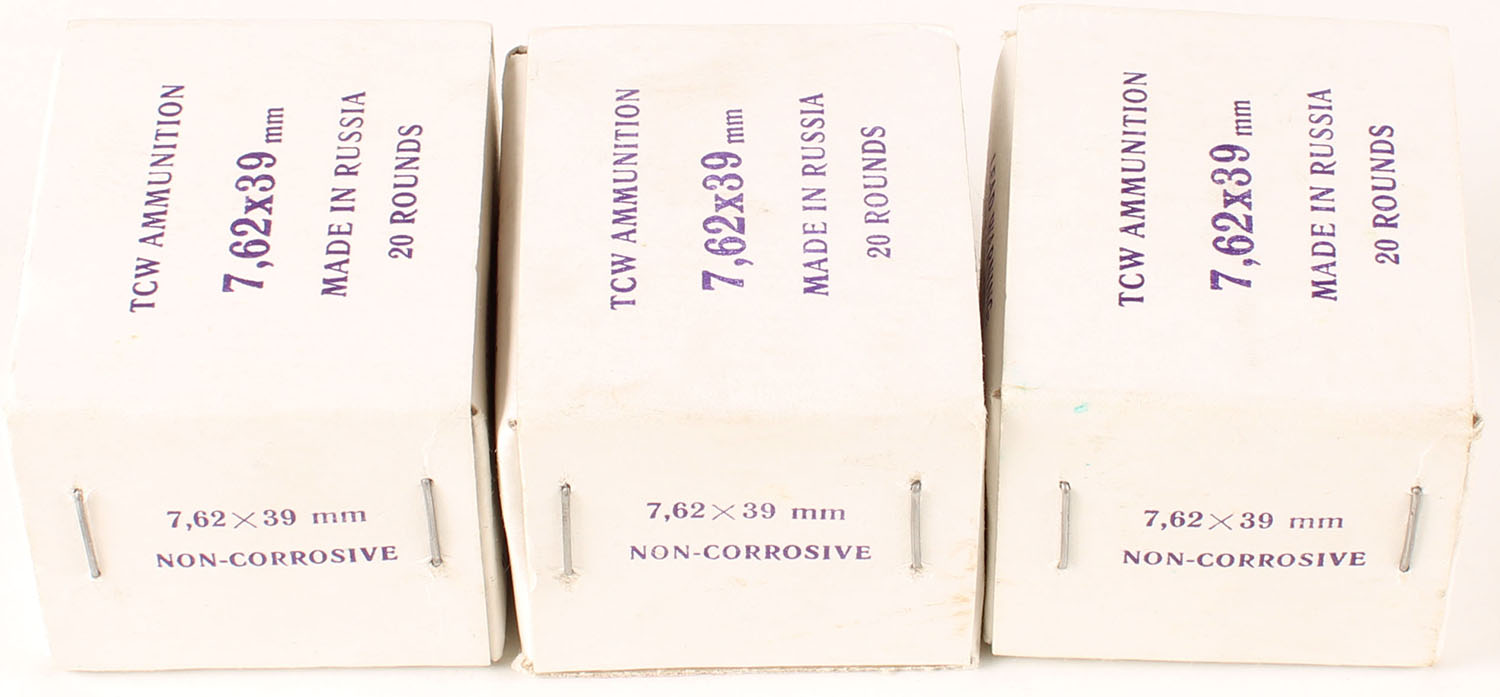 TCW AMMUNITION
7,62x39 mm
MADE IN RUSSIA
20 ROUNDS
7,62×39 mm
NON-CORROSIVE
TCW AMMUNITION
7,62x39 mm
MADE IN RUSSIA
20 ROUNDS
7,62×39 mm
NON-CORROSIVE
TCW AMMUNITION
7,62x39 mm
MADE IN RUSSIA
20 ROUNDS
7,62×39 mm
NON-CORROSIVE